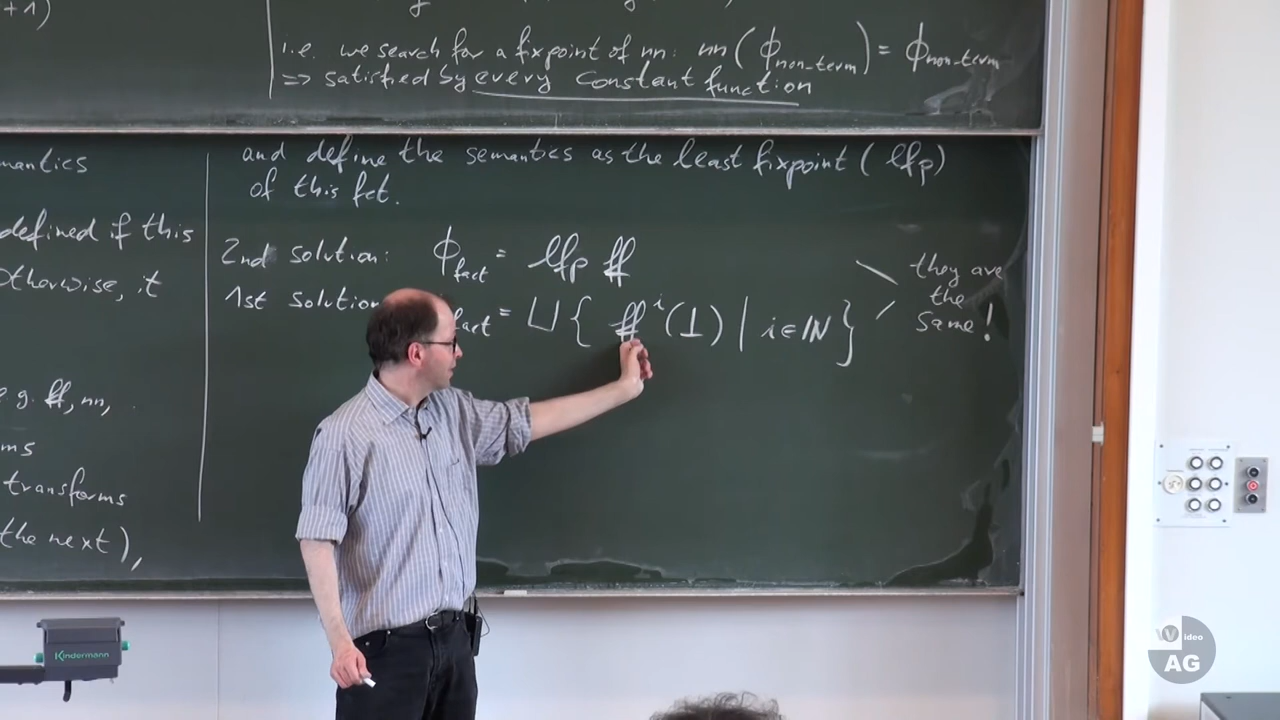 +1)
i.e. we search for a fixpoint of nn: nn(ϕnon-term) = ϕnon-term
=> satisfied by every constant function
mantics
defined if this
otherwise, it
e.g. ff, nn,
ms
transforms
the next),
and define the semantics as the least fixpoint (lfp)
of this fct.
2nd solution: ϕfact = lfp ff
1st solution fact = ⊔{ ff^i(⊥) | i∈ℕ}
they are
the
same!
Kindermann
Video
AG